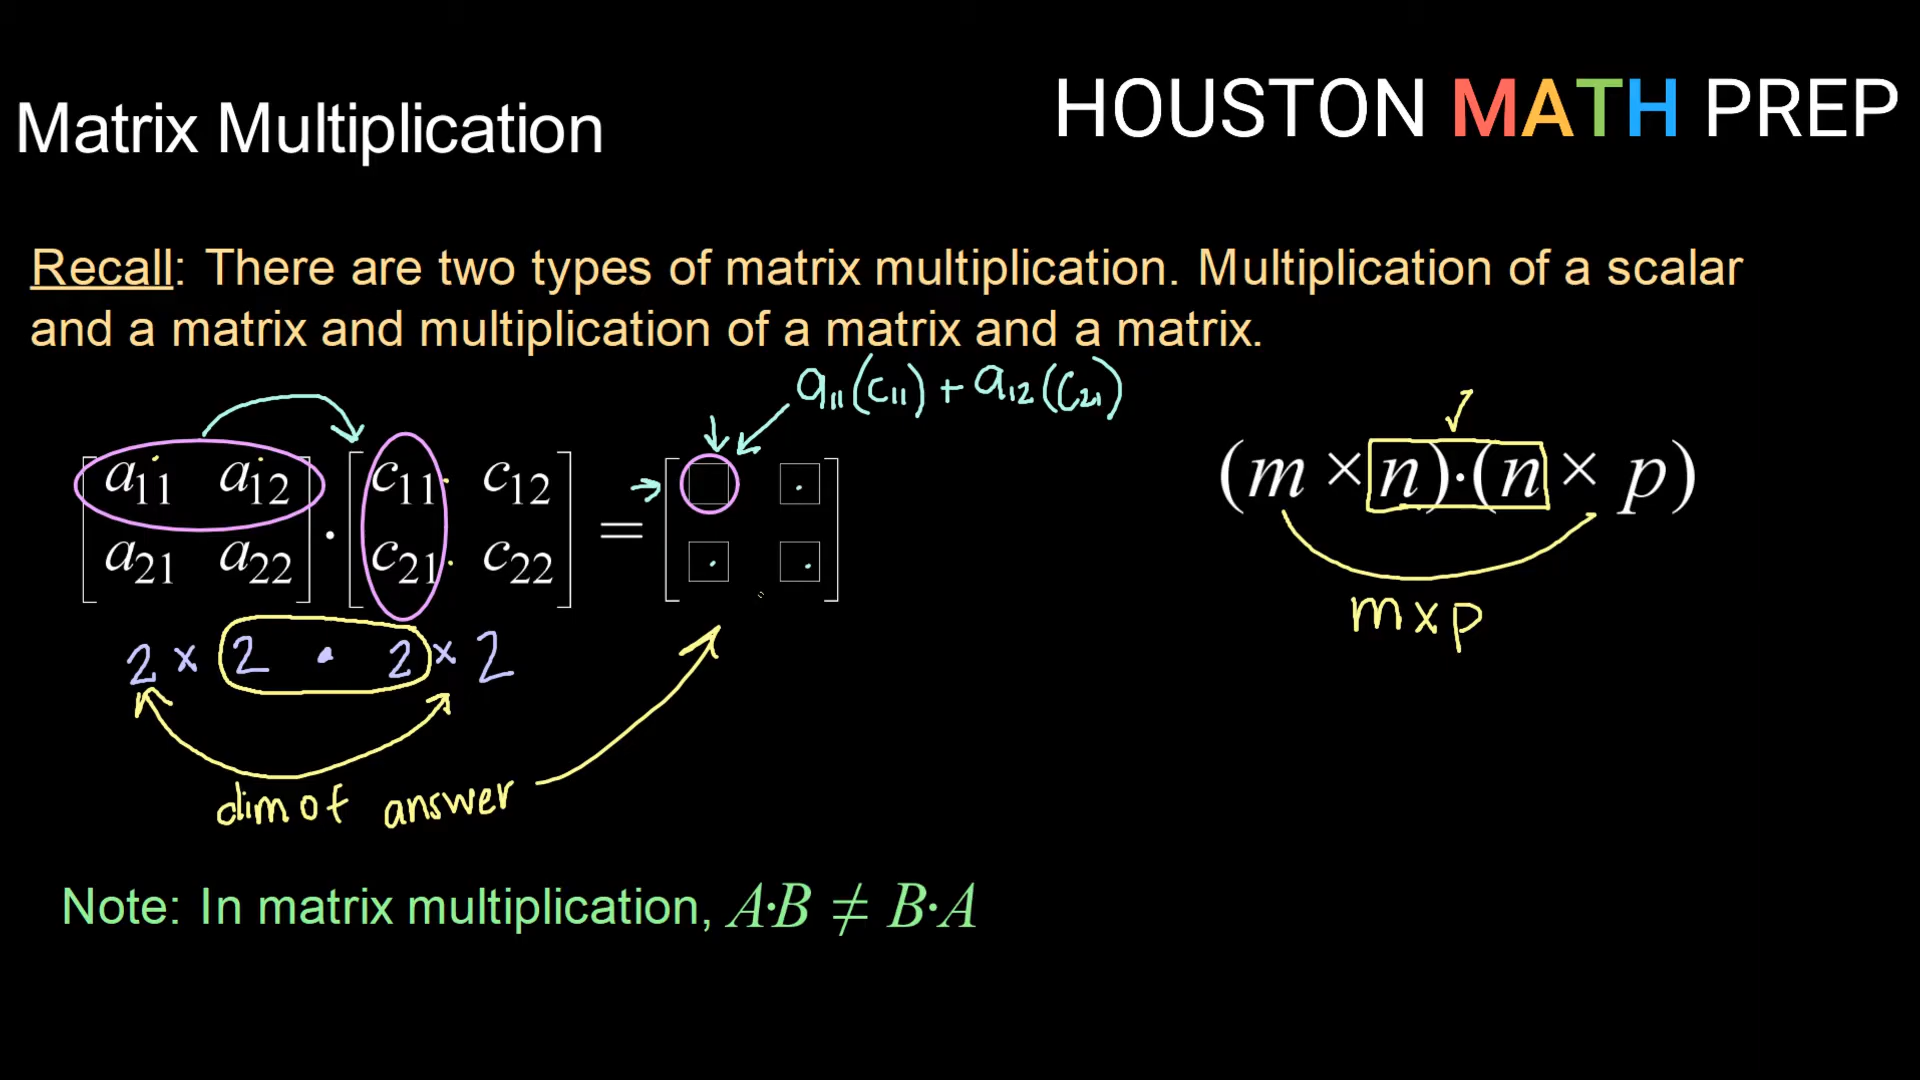 HOUSTON MATH PREP
Matrix Multiplication
Recall: There are two types of matrix multiplication. Multiplication of a scalar
and a matrix and multiplication of a matrix and a matrix.
a₁₁(c₁₁) + a₁₂(c₂₁)
✓
[a₁₁ a₁₂] · [c₁₁ c₁₂] = [□ □]
[a₂₁ a₂₂] [c₂₁ c₂₂] [□ □]
(m × n)·(n × p)
m x p
2 × 2 · 2 × 2
dim of answer
Note: In matrix multiplication, A·B ≠ B·A